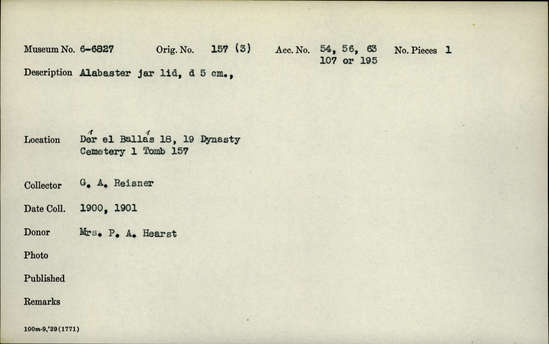 Museum No. 6-6827 Orig. No. 157 (3) Acc. No. 54, 56, 63 No. Pieces 1
107 or 195
Description Alabaster jar lid, d 5 cm.,
Location Dér el Ballás 18, 19 Dynasty
Cemetery 1 Tomb 157
Collector G. A. Reisner
Date Coll. 1900, 1901
Donor Mrs. P. A. Hearst
Photo
Published
Remarks
100m-9,'39(1771)